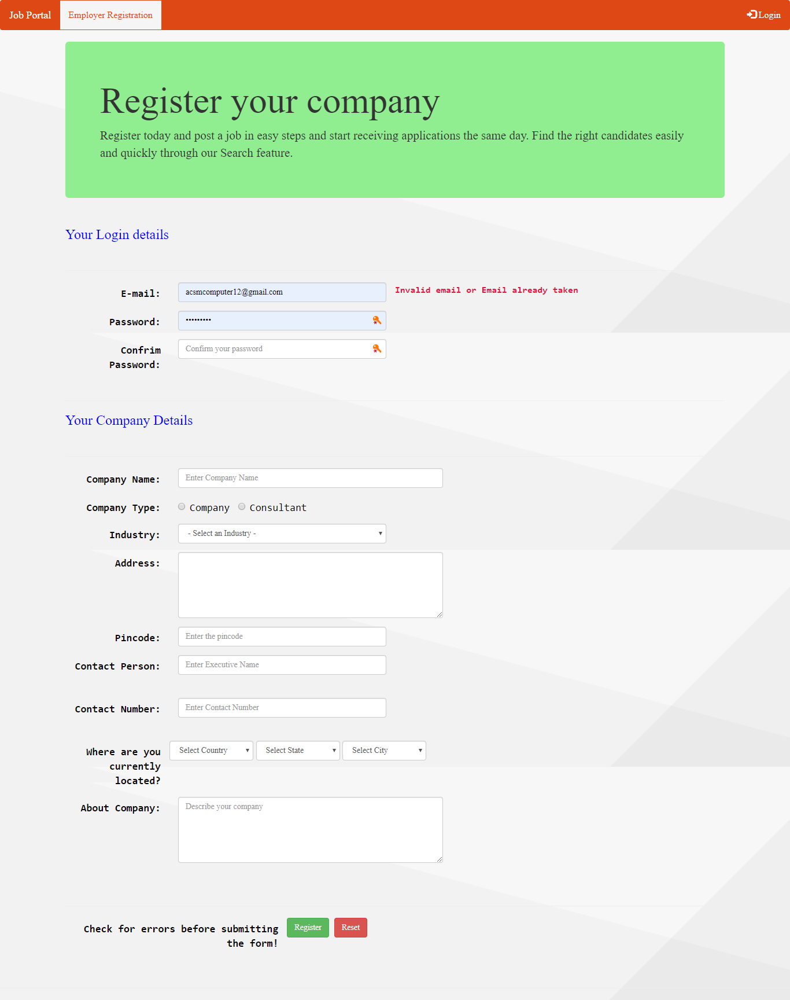 Job Portal
Employer Registration
Login
Register your company
Register today and post a job in easy steps and start receiving applications the same day. Find the right candidates easily
and quickly through our Search feature.
Your Login details
E-mail:
acsmcomputer12@gmail.com
Invalid email or Email already taken
Password:
•••••••••
Confrim
Password:
Confirm your password
Your Company Details
Company Name:
Enter Company Name
Company Type:
Company
Consultant
Industry:
- Select an Industry -
Address:
Pincode:
Enter the pincode
Contact Person:
Enter Executive Name
Contact Number:
Enter Contact Number
Where are you
currently
located?
Select Country
Select State
Select City
About Company:
Describe your company
Check for errors before submitting
the form!
Register
Reset